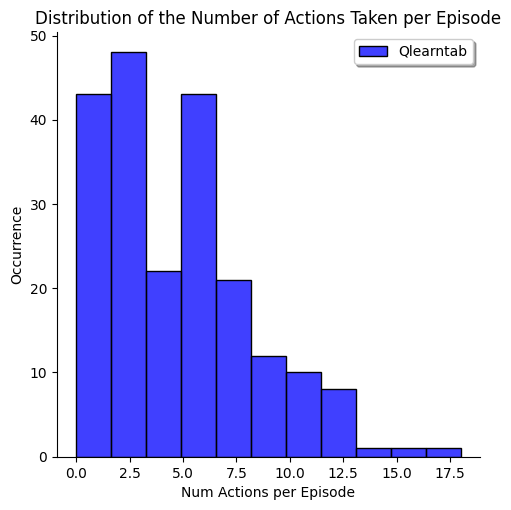 Distribution of the Number of Actions Taken per Episode
Qlearntab
Occurrence
50
40
30
20
10
0
0.0 2.5 5.0 7.5 10.0 12.5 15.0 17.5
Num Actions per Episode